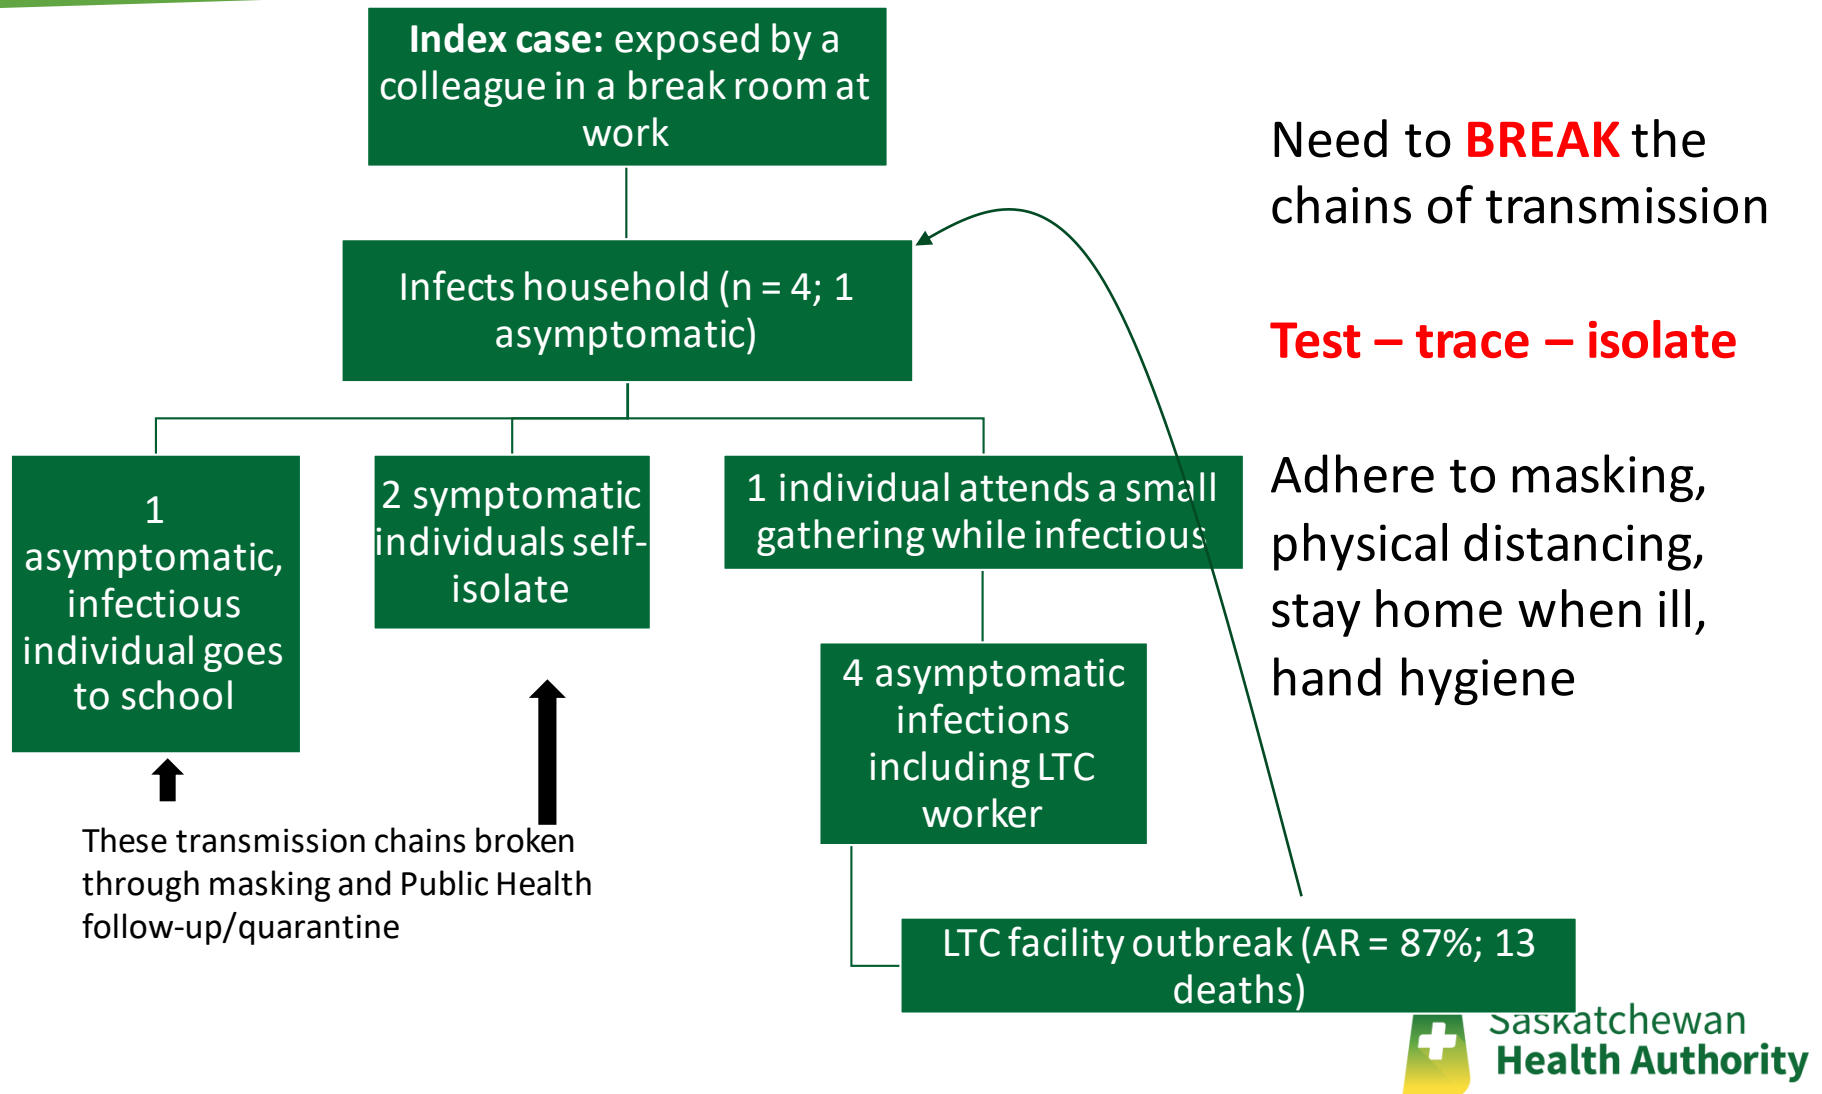 Index case: exposed by a
colleague in a break room at
work
Infects household (n = 4; 1
asymptomatic)
1
asymptomatic,
infectious
individual goes
to school
2 symptomatic
individuals self-
isolate
1 individual attends a small
gathering while infectious
4 asymptomatic
infections
including LTC
worker
LTC facility outbreak (AR = 87%; 13
deaths)
These transmission chains broken
through masking and Public Health
follow-up/quarantine
Need to BREAK the
chains of transmission
Test – trace – isolate
Adhere to masking,
physical distancing,
stay home when ill,
hand hygiene
Saskatchewan
Health Authority